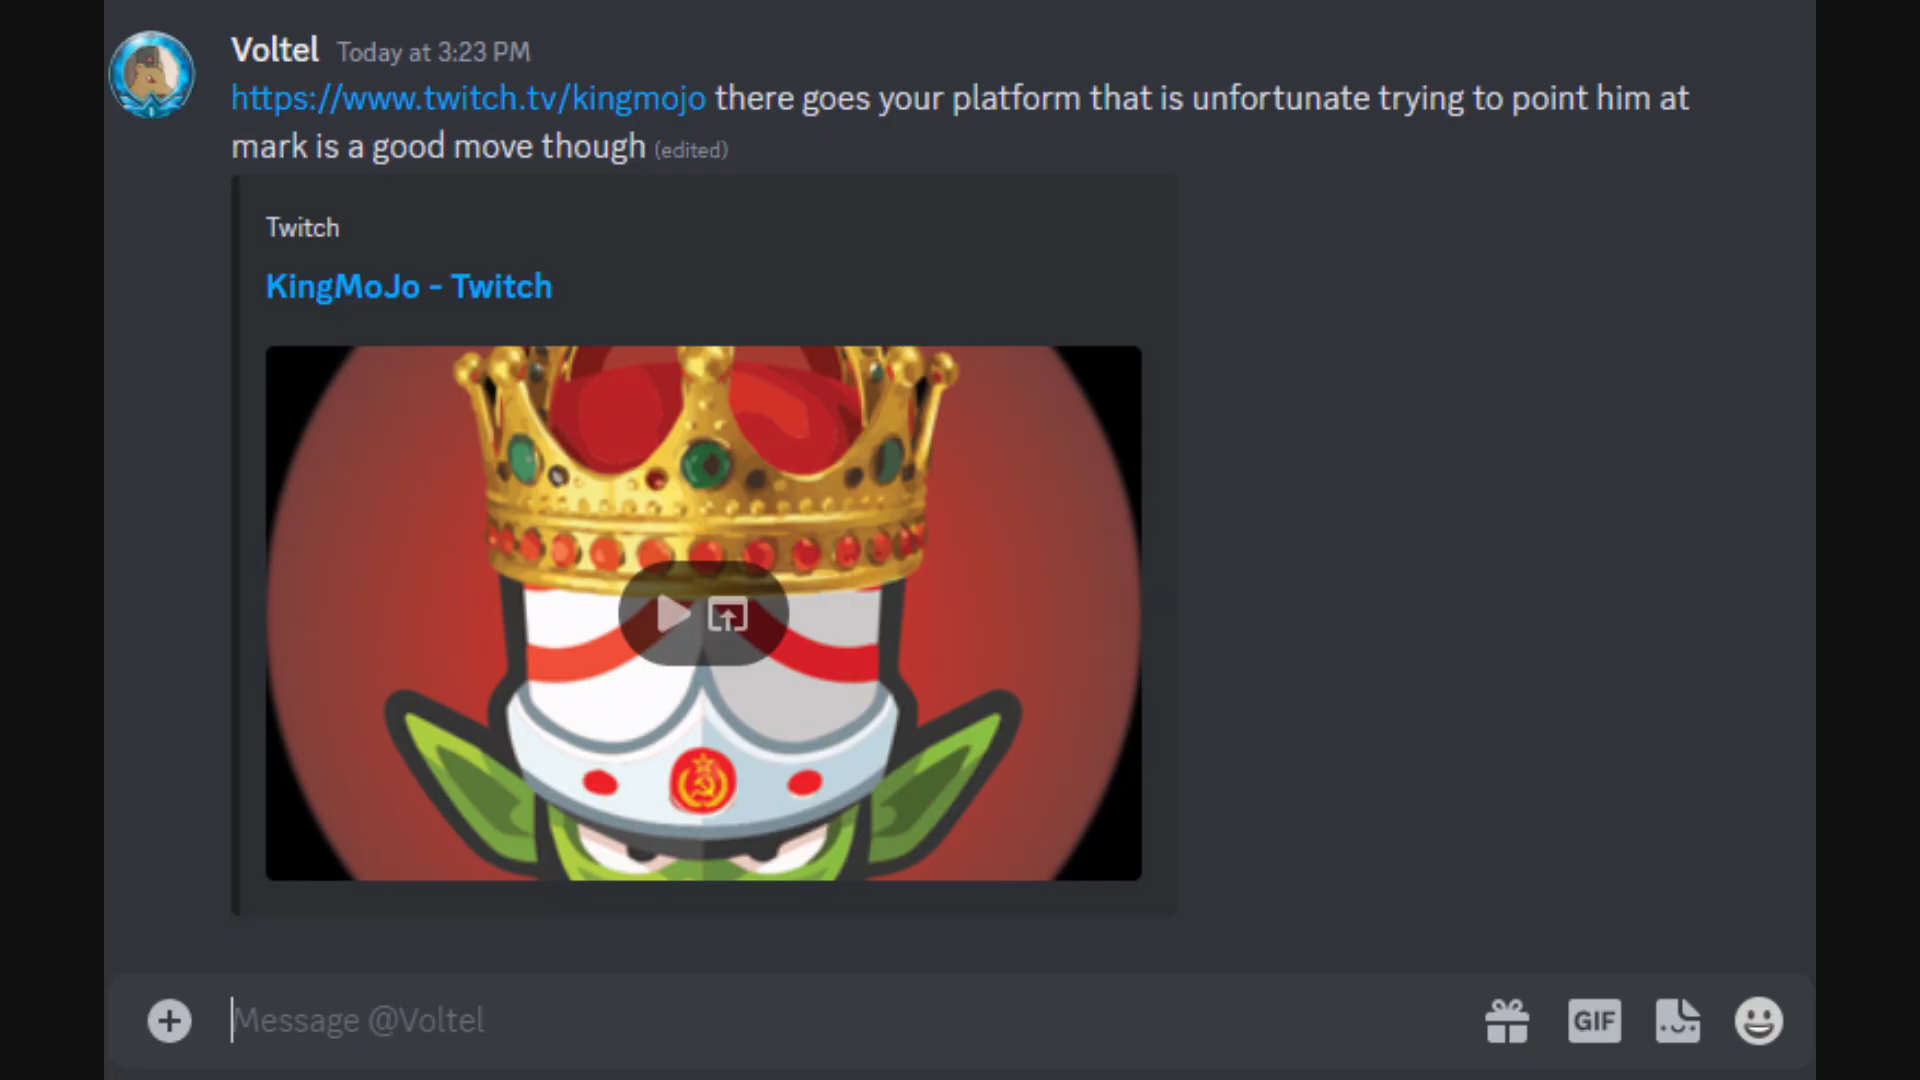 Voltel Today at 3:23 PM
https://www.twitch.tv/kingmojo there goes your platform that is unfortunate trying to point him at
mark is a good move though (edited)
Twitch
KingMoJo - Twitch
Message @Voltel
GIF